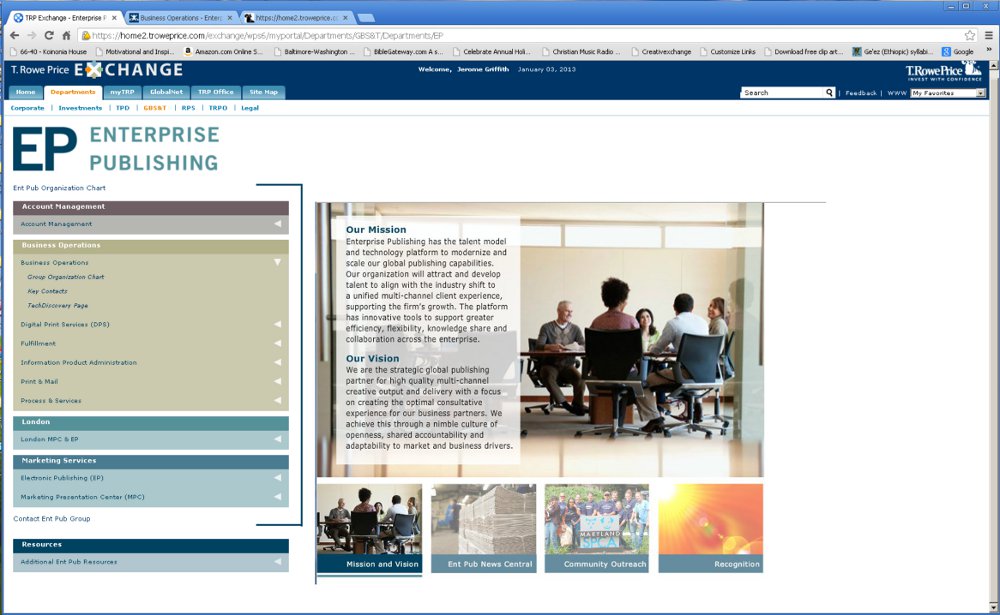 TRP Exchange - Enterprise P
Business Operations - Enterp
https://home2.troweprice.com
https://home2.troweprice.com/exchange/wps6/myportal/Departments/GBS&T/Departments/EP
66-40 - Koinonia House
Motivational and Inspi...
Amazon.com Online S...
Baltimore-Washington ...
BibleGateway.com A s...
Celebrate Annual Holi...
Christian Music Radio ...
Creativexchange
Customize Links
Download free clip art...
Ge'ez (Ethiopic) syllabi...
Google
T. Rowe Price EXCHANGE
Welcome, Jerome Griffith January 03, 2013
T.RowePrice
INVEST WITH CONFIDENCE
Home
Departments
myTRP
GlobalNet
TRP Office
Site Map
Search
Feedback | WWW
My Favorites
Corporate | Investments | TPD | GBS&T | RPS | TRPO | Legal
EP ENTERPRISE
PUBLISHING
Ent Pub Organization Chart
Account Management
Account Management
Business Operations
Business Operations
Group Organization Chart
Key Contacts
TechDiscovery Page
Digital Print Services (DPS)
Fulfillment
Information Product Administration
Print & Mail
Process & Services
London
London MPC & EP
Marketing Services
Electronic Publishing (EP)
Marketing Presentation Center (MPC)
Contact Ent Pub Group
Resources
Additional Ent Pub Resources
Our Mission
Enterprise Publishing has the talent model
and technology platform to modernize and
scale our global publishing capabilities.
Our organization will attract and develop
talent to align with the industry shift to
a unified multi-channel client experience,
supporting the firm's growth. The platform
has innovative tools to support greater
efficiency, flexibility, knowledge share and
collaboration across the enterprise.
Our Vision
We are the strategic global publishing
partner for high quality multi-channel
creative output and delivery with a focus
on creating the optimal consultative
experience for our business partners. We
achieve this through a nimble culture of
openness, shared accountability and
adaptability to market and business drivers.
MARYLAND
SPCA
Mission and Vision
Ent Pub News Central
Community Outreach
Recognition